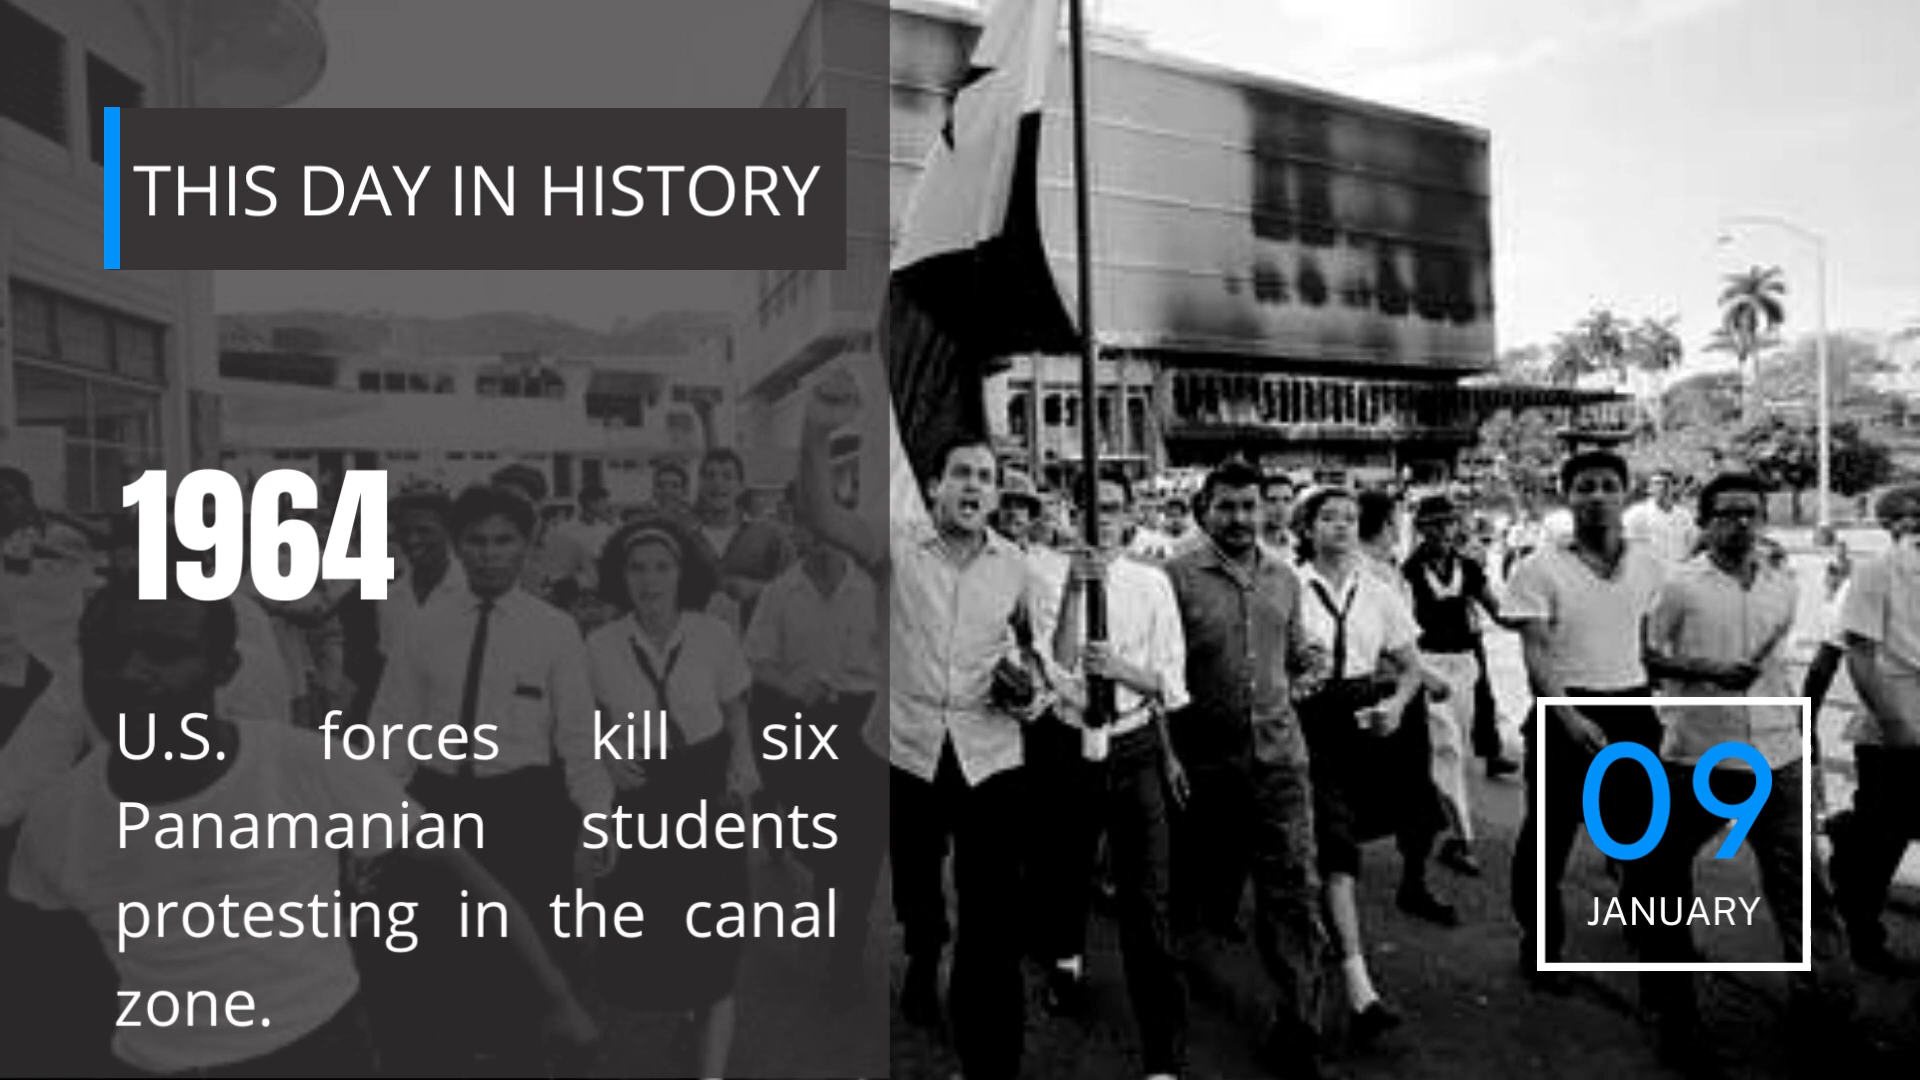 THIS DAY IN HISTORY
1964
U.S. forces kill six
Panamanian students
protesting in the canal
zone.
09
JANUARY